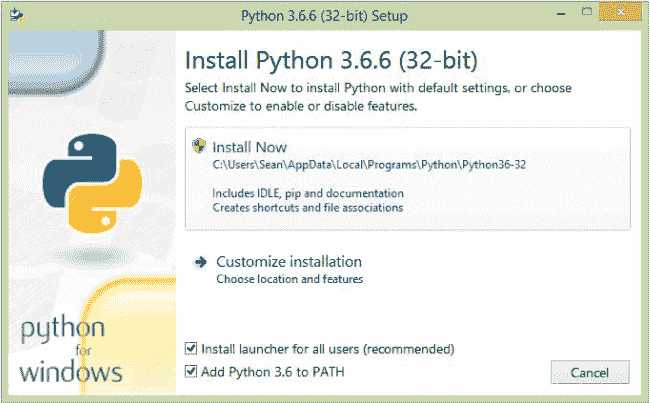 Python 3.6.6 (32-bit) Setup
Install Python 3.6.6 (32-bit)
Select Install Now to install Python with default settings, or choose
Customize to enable or disable features.
Install Now
C:\Users\Sean\AppData\Local\Programs\Python\Python36-32
Includes IDLE, pip and documentation
Creates shortcuts and file associations
Customize installation
Choose location and features
python
for
windows
Install launcher for all users (recommended)
Add Python 3.6 to PATH
Cancel